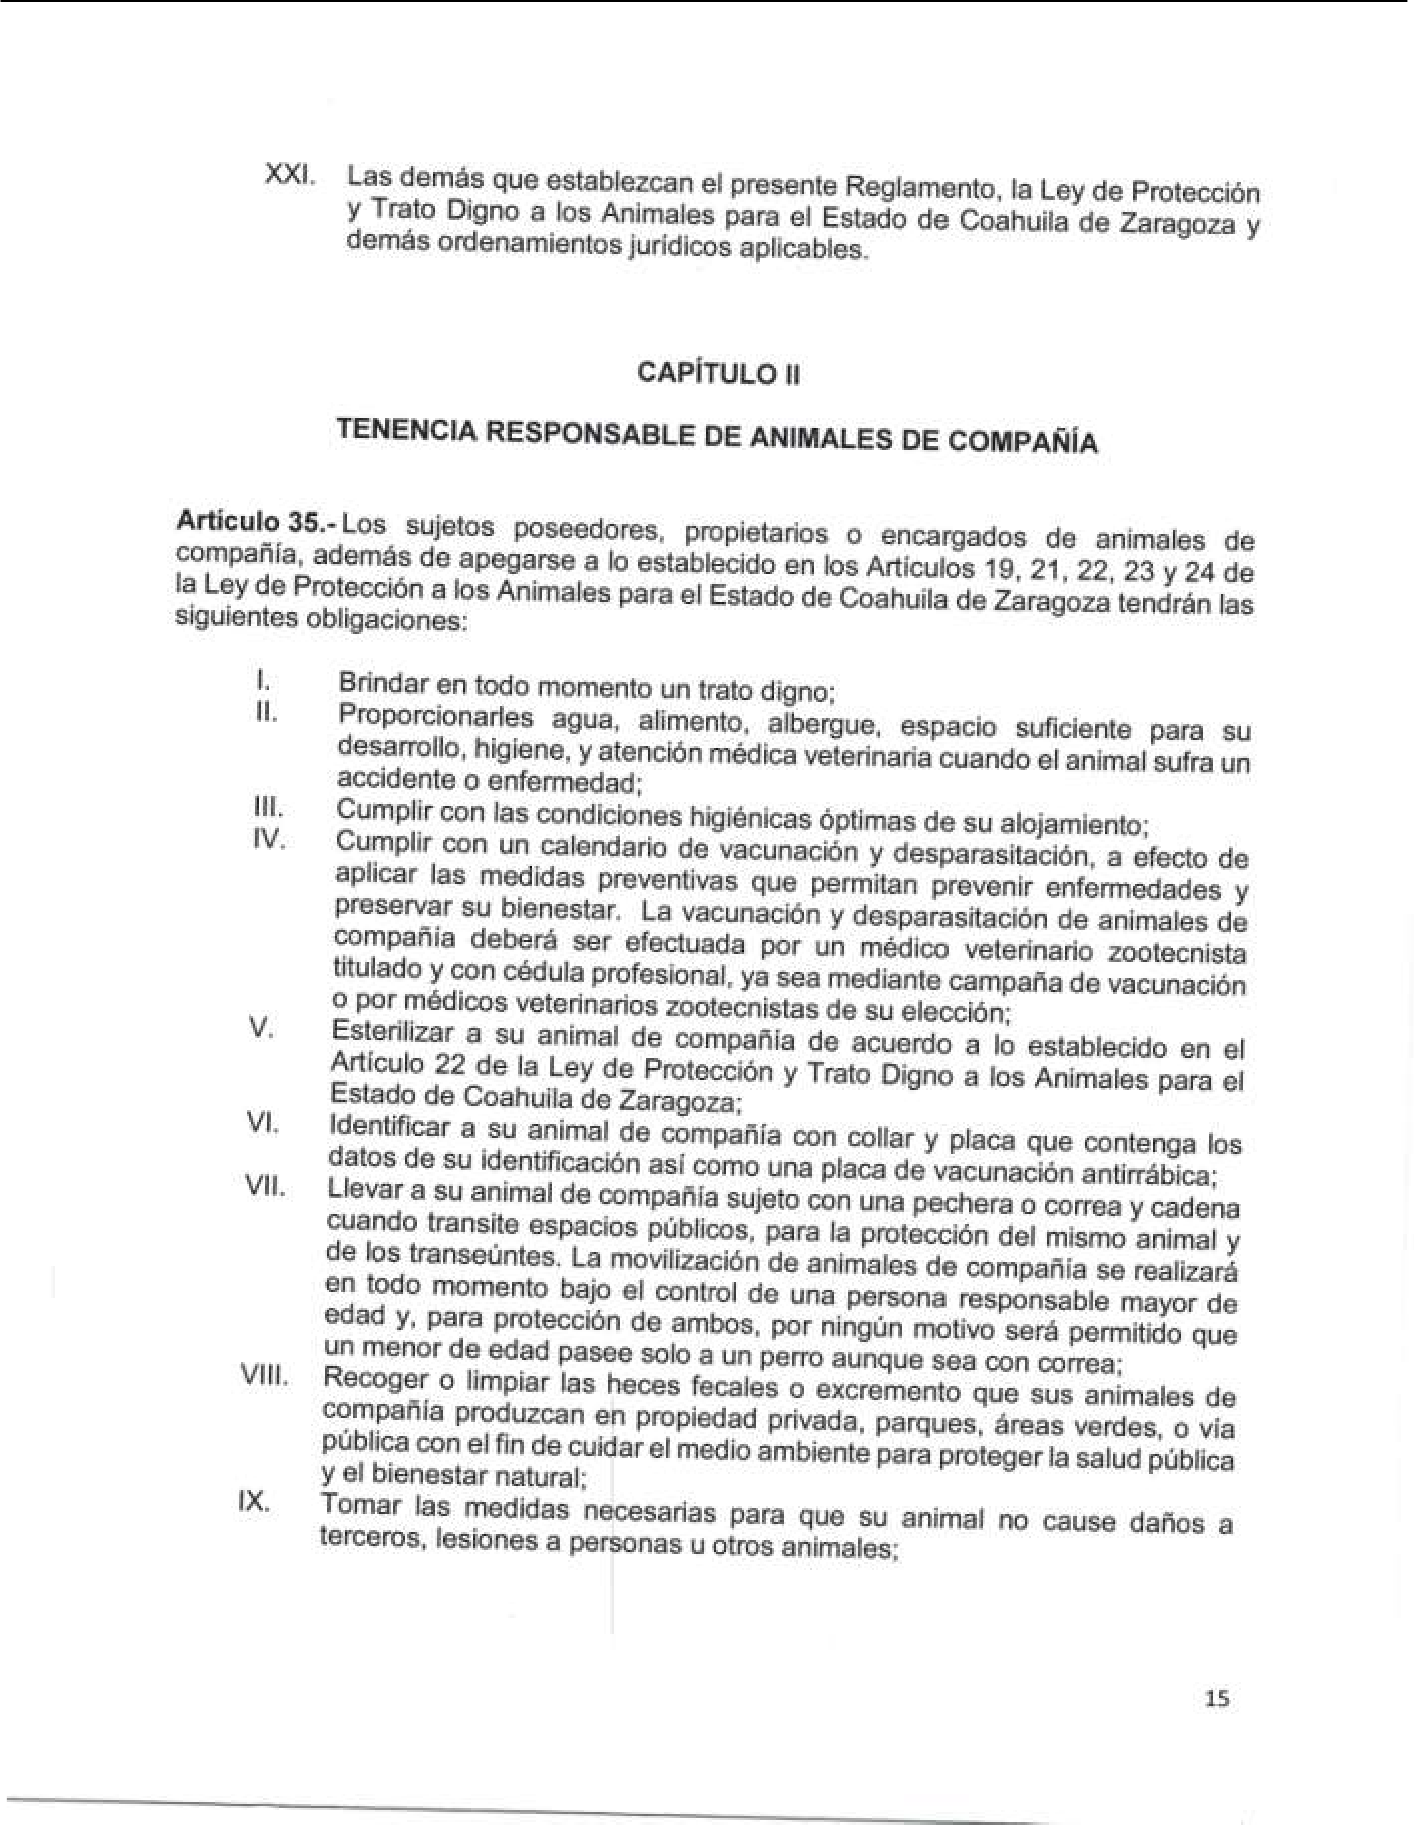 XXI. Las demás que establezcan el presente Reglamento, la Ley de Protección
y Trato Digno a los Animales para el Estado de Coahuila de Zaragoza y
demás ordenamientos jurídicos aplicables.
CAPÍTULO II
TENENCIA RESPONSABLE DE ANIMALES DE COMPAÑÍA
Artículo 35.- Los sujetos poseedores, propietarios o encargados de animales de
compañía, además de apegarse a lo establecido en los Artículos 19, 21, 22, 23 y 24 de
la Ley de Protección a los Animales para el Estado de Coahuila de Zaragoza tendrán las
siguientes obligaciones:
I. Brindar en todo momento un trato digno;
II. Proporcionarles agua, alimento, albergue, espacio suficiente para su
desarrollo, higiene, y atención médica veterinaria cuando el animal sufra un
accidente o enfermedad;
III. Cumplir con las condiciones higiénicas óptimas de su alojamiento;
IV. Cumplir con un calendario de vacunación y desparasitación, a efecto de
aplicar las medidas preventivas que permitan prevenir enfermedades y
preservar su bienestar. La vacunación y desparasitación de animales de
compañía deberá ser efectuada por un médico veterinario zootecnista
titulado y con cédula profesional, ya sea mediante campaña de vacunación
o por médicos veterinarios zootecnistas de su elección;
V. Esterilizar a su animal de compañía de acuerdo a lo establecido en el
Artículo 22 de la Ley de Protección y Trato Digno a los Animales para el
Estado de Coahuila de Zaragoza;
VI. Identificar a su animal de compañía con collar y placa que contenga los
datos de su identificación así como una placa de vacunación antirrábica;
VII. Llevar a su animal de compañía sujeto con una pechera o correa y cadena
cuando transite espacios públicos, para la protección del mismo animal y
de los transeúntes. La movilización de animales de compañía se realizará
en todo momento bajo el control de una persona responsable mayor de
edad y, para protección de ambos, por ningún motivo será permitido que
un menor de edad pasee solo a un perro aunque sea con correa;
VIII. Recoger o limpiar las heces fecales o excremento que sus animales de
compañía produzcan en propiedad privada, parques, áreas verdes, o vía
pública con el fin de cuidar el medio ambiente para proteger la salud pública
y el bienestar natural;
IX. Tomar las medidas necesarias para que su animal no cause daños a
terceros, lesiones a personas u otros animales;
15